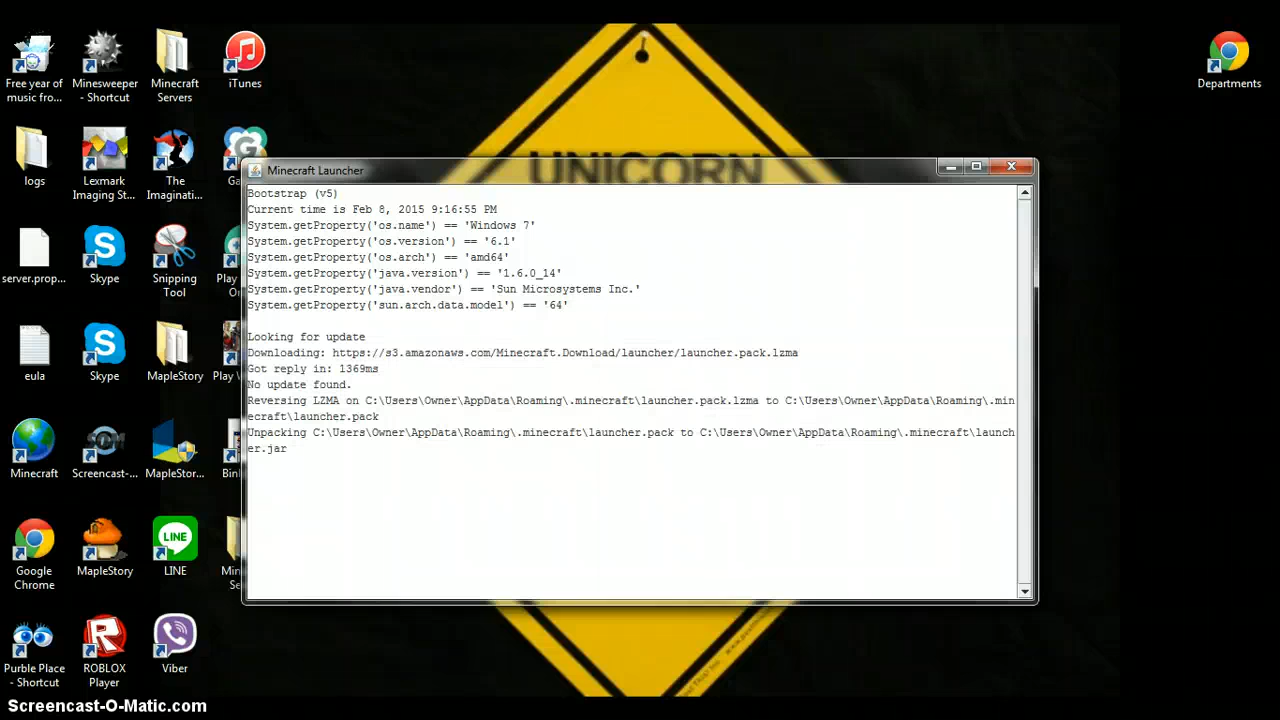 Free year of
music fro...
Minesweeper
- Shortcut
Minecraft
Servers
iTunes
Departments
logs
Lexmark
Imaging St...
The
Imaginati...
Ga
server.prop...
Skype
Snipping
Tool
Play
On
eula
Skype
MapleStory
Play W
Minecraft
Screencast-...
MapleStor...
Google
Chrome
MapleStory
LINE
LINE
Purble Place
- Shortcut
ROBLOX
Player
Viber
UNICORN
Minecraft Launcher
Bootstrap (v5)
Current time is Feb 8, 2015 9:16:55 PM
System.getProperty('os.name') == 'Windows 7'
System.getProperty('os.version') == '6.1'
System.getProperty('os.arch') == 'amd64'
System.getProperty('java.version') == '1.6.0_14'
System.getProperty('java.vendor') == 'Sun Microsystems Inc.'
System.getProperty('sun.arch.data.model') == '64'
Looking for update
Downloading: https://s3.amazonaws.com/Minecraft.Download/launcher/launcher.pack.lzma
Got reply in: 1369ms
No update found.
Reversing LZMA on C:\Users\Owner\AppData\Roaming\.minecraft\launcher.pack.lzma to C:\Users\Owner\AppData\Roaming\.min
ecraft\launcher.pack
Unpacking C:\Users\Owner\AppData\Roaming\.minecraft\launcher.pack to C:\Users\Owner\AppData\Roaming\.minecraft\launch
er.jar
Screencast-O-Matic.com